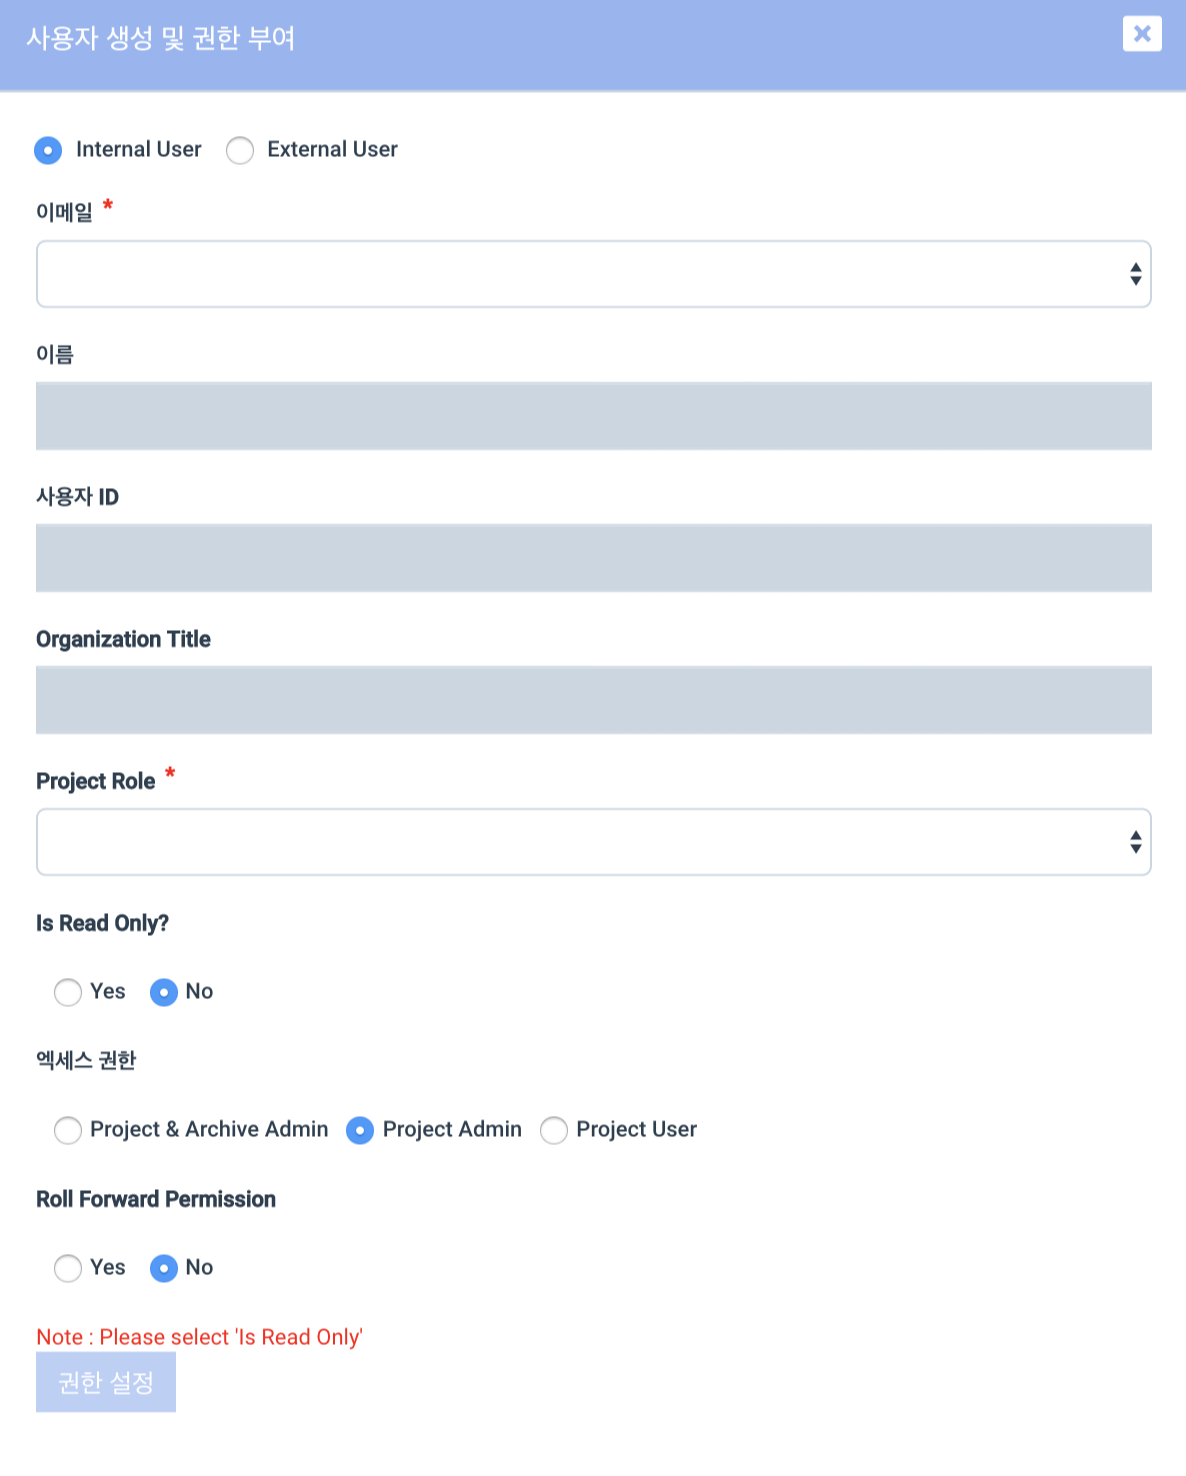 사용자 생성 및 권한 부여
Internal User External User
이메일 *
이름
사용자 ID
Organization Title
Project Role *
Is Read Only?
Yes No
엑세스 권한
Project & Archive Admin Project Admin Project User
Roll Forward Permission
Yes No
Note : Please select 'Is Read Only'
권한 설정